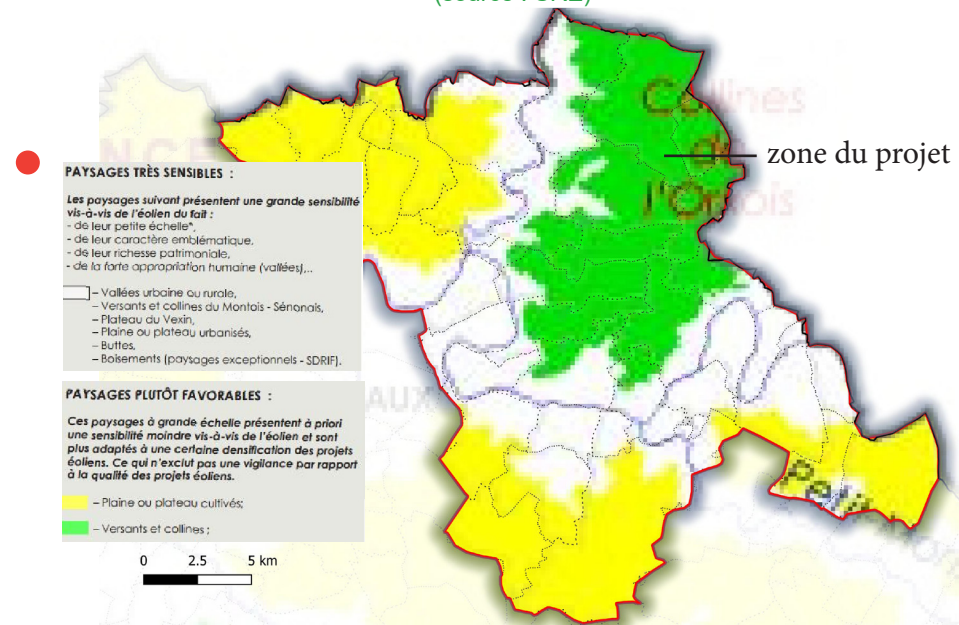 zone du projet
PAYSAGES TRÈS SENSIBLES :
Les paysages suivant présentent une grande sensibilité
vis-à-vis de l'éolien du fait :
- de leur petite échelle*,
- de leur caractère emblématique,
- de leur richesse patrimoniale,
- de la forte appropriation humaine (vallées),..
– Vallées urbaine ou rurale,
– Versants et collines du Montois - Sénonais,
– Plateau du Vexin,
– Plaine ou plateau urbanisés,
– Buttes,
– Boisements (paysages exceptionnels - SDRIF).
PAYSAGES PLUTÔT FAVORABLES :
Ces paysages à grande échelle présentent à priori
une sensibilité moindre vis-à-vis de l'éolien et sont
plus adaptés à une certaine densification des projets
éoliens. Ce qui n'exclut pas une vigilance par rapport
à la qualité des projets éoliens.
– Plaine ou plateau cultivés;
– Versants et collines ;
0 2.5 5 km
Collines
de
l'Orxois
AUX